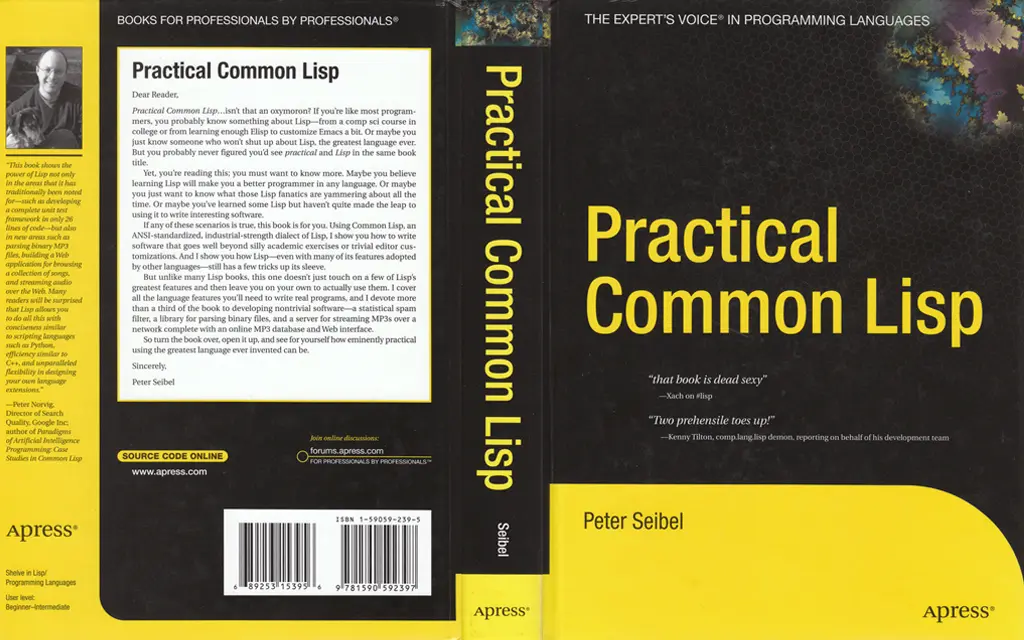 BOOKS FOR PROFESSIONALS BY PROFESSIONALS®
Practical Common Lisp
Dear Reader,
Practical Common Lisp…isn't that an oxymoron? If you're like most program-
mers, you probably know something about Lisp—from a comp sci course in
college or from learning enough Elisp to customize Emacs a bit. Or maybe you
just know someone who won't shut up about Lisp, the greatest language ever.
But you probably never figured you'd see practical and Lisp in the same book
title.
Yet, you're reading this; you must want to know more. Maybe you believe
learning Lisp will make you a better programmer in any language. Or maybe
you just want to know what those Lisp fanatics are yammering about all the
time. Or maybe you've learned some Lisp but haven't quite made the leap to
using it to write interesting software.
If any of these scenarios is true, this book is for you. Using Common Lisp, an
ANSI-standardized, industrial-strength dialect of Lisp, I show you how to write
software that goes well beyond silly academic exercises or trivial editor cus-
tomizations. And I show you how Lisp—even with many of its features adopted
by other languages—still has a few tricks up its sleeve.
But unlike many Lisp books, this one doesn't just touch on a few of Lisp's
greatest features and then leave you on your own to actually use them. I cover
all the language features you'll need to write real programs, and I devote more
than a third of the book to developing nontrivial software—a statistical spam
filter, a library for parsing binary files, and a server for streaming MP3s over a
network complete with an online MP3 database and Web interface.
So turn the book over, open it up, and see for yourself how eminently practical
using the greatest language ever invented can be.
Sincerely,
Peter Seibel
"This book shows the
power of Lisp not only
in the areas that it has
traditionally been noted
for—such as developing
a complete unit test
framework in only 26
lines of code—but also
in new areas such as
parsing binary MP3
files, building a Web
application for browsing
a collection of songs,
and streaming audio
over the Web. Many
readers will be surprised
that Lisp allows you
to do all this with
conciseness similar
to scripting languages
such as Python,
efficiency similar to
C++, and unparalleled
flexibility in designing
your own language
extensions."
—Peter Norvig,
Director of Search
Quality, Google Inc;
author of Paradigms
of Artificial Intelligence
Programming: Case
Studies in Common Lisp
Apress®
Shelve in Lisp/
Programming Languages
User level:
Beginner–Intermediate
SOURCE CODE ONLINE
www.apress.com
Join online discussions:
forums.apress.com
FOR PROFESSIONALS BY PROFESSIONALS™
6 89253 15395 6
ISBN 1-59059-239-5
9 781590 592397
Practical Common Lisp
Seibel
Apress®
THE EXPERT'S VOICE® IN PROGRAMMING LANGUAGES
Practical
Common Lisp
"that book is dead sexy"
—Xach on #lisp
"Two prehensile toes up!"
—Kenny Tilton, comp.lang.lisp demon, reporting on behalf of his development team
Peter Seibel
Apress®